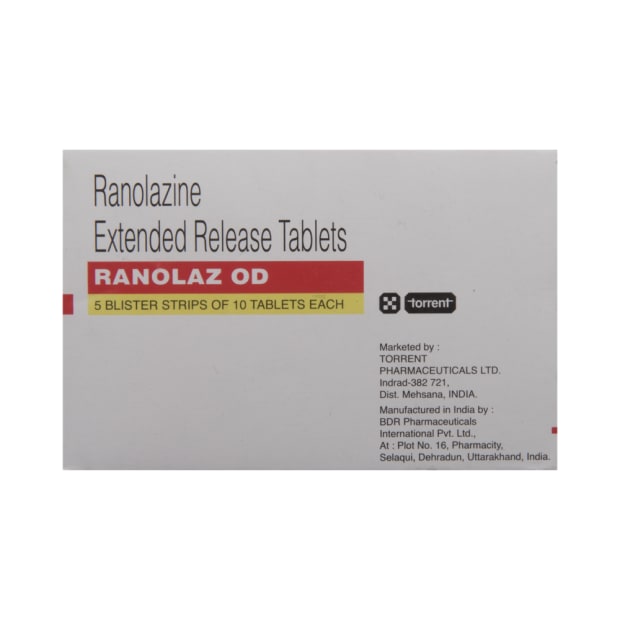 Ranolazine
Extended Release Tablets
RANOLAZ OD
5 BLISTER STRIPS OF 10 TABLETS EACH
torrent
Marketed by :
TORRENT
PHARMACEUTICALS LTD.
Indrad-382 721,
Dist. Mehsana, INDIA.
Manufactured in India by :
BDR Pharmaceuticals
International Pvt. Ltd.,
At : Plot No. 16, Pharmacity,
Selaqui, Dehradun, Uttarakhand, India.